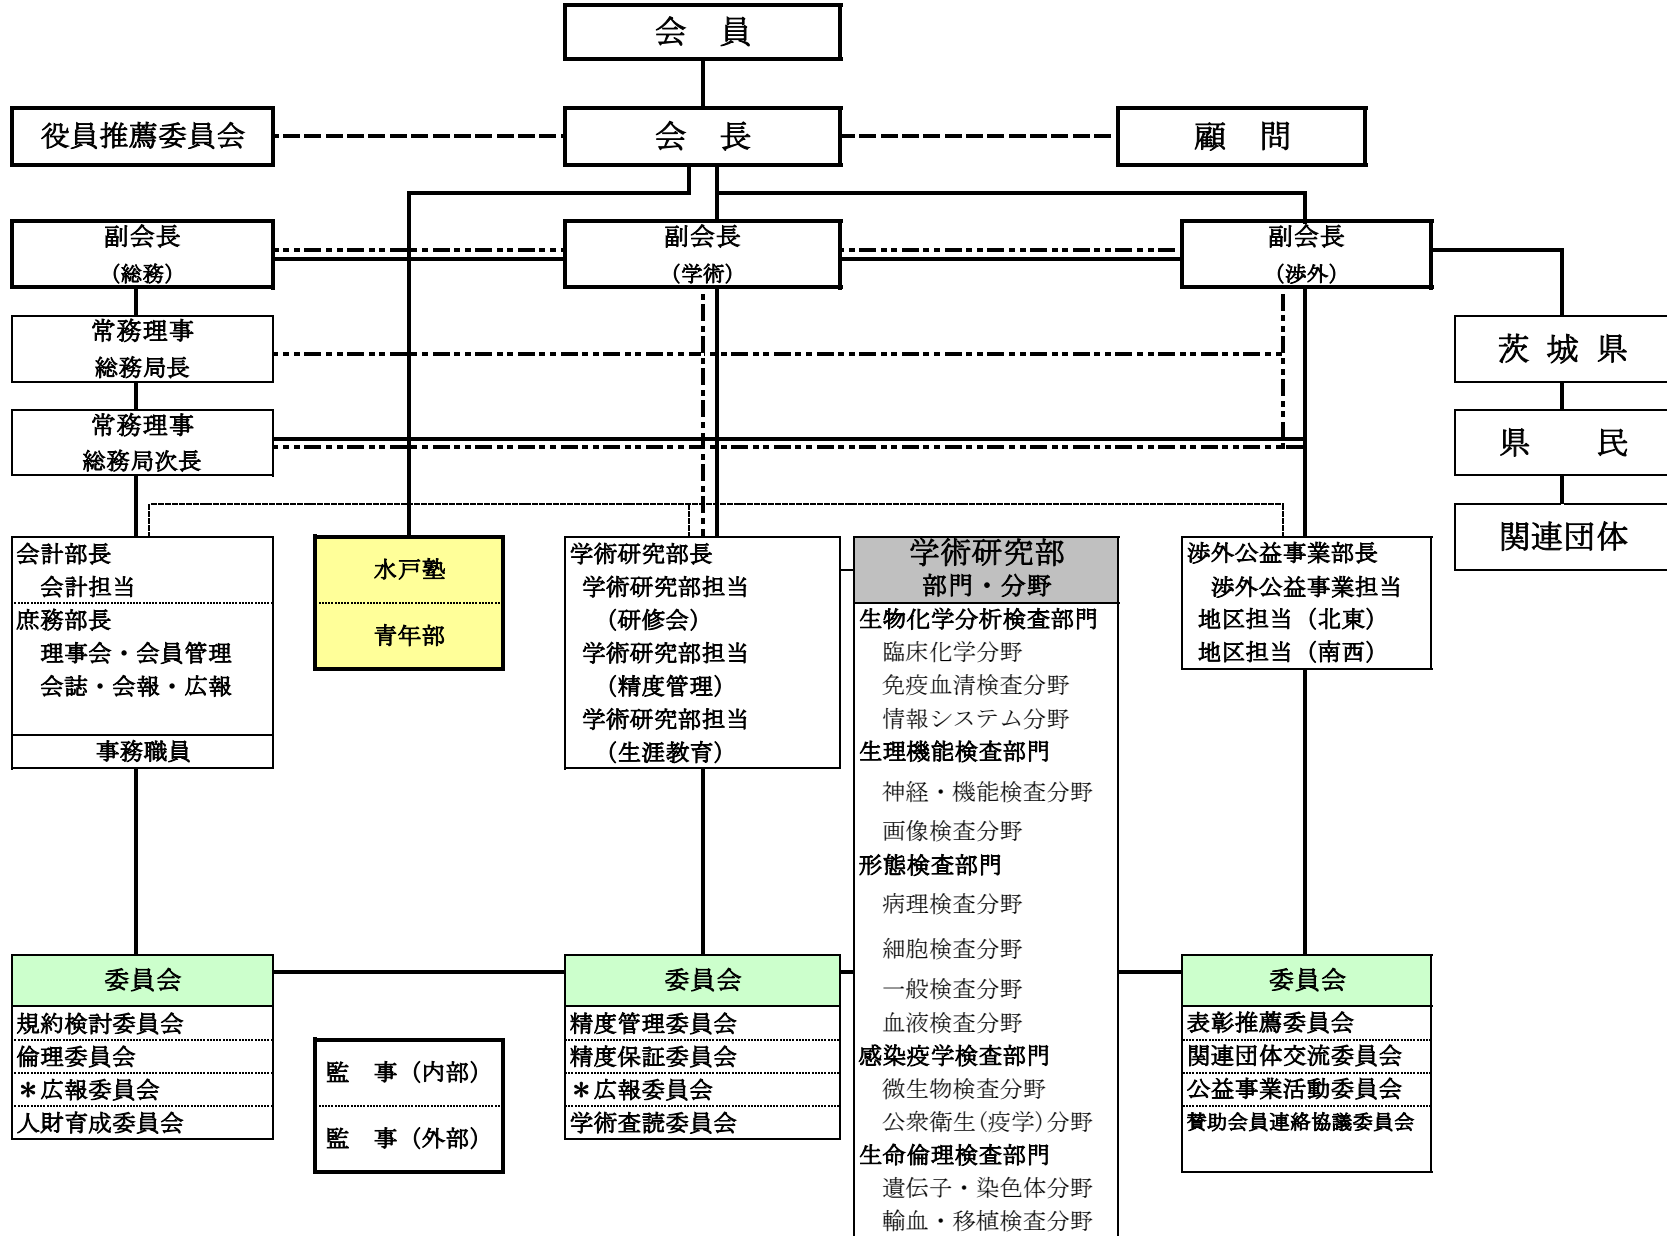 会　員
役員推薦委員会
会　長
顧　問
副会長
(総務)
副会長
(学術)
副会長
(渉外)
常務理事
総務局長
常務理事
総務局次長
茨 城 県
県　　民
関連団体
会計部長
会計担当
庶務部長
理事会・会員管理
会誌・会報・広報
事務職員
水戸塾
青年部
学術研究部長
学術研究部担当
(研修会)
学術研究部担当
(精度管理)
学術研究部担当
(生涯教育)
学術研究部
部門・分野
生物化学分析検査部門
臨床化学分野
免疫血清検査分野
情報システム分野
生理機能検査部門
神経・機能検査分野
画像検査分野
形態検査部門
病理検査分野
細胞検査分野
一般検査分野
血液検査分野
感染疫学検査部門
微生物検査分野
公衆衛生(疫学)分野
生命倫理検査部門
遺伝子・染色体分野
輸血・移植検査分野
渉外公益事業部長
渉外公益事業担当
地区担当（北東）
地区担当（南西）
委員会
規約検討委員会
倫理委員会
＊広報委員会
人財育成委員会
監　事（内部）
監　事（外部）
委員会
精度管理委員会
精度保証委員会
＊広報委員会
学術査読委員会
委員会
表彰推薦委員会
関連団体交流委員会
公益事業活動委員会
賛助会員連絡協議委員会